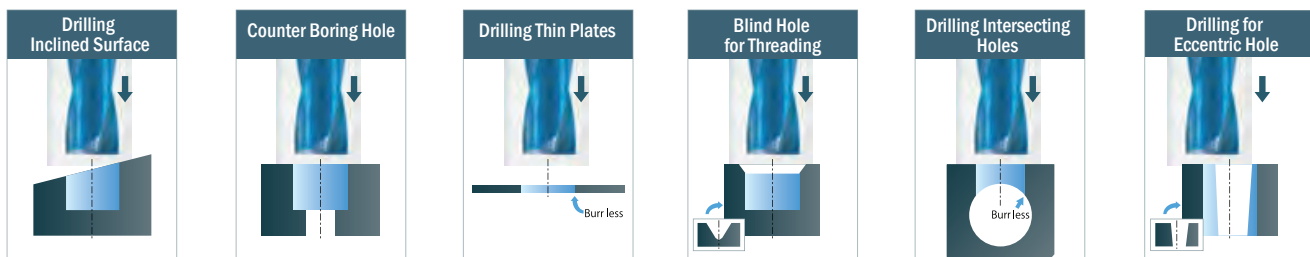 Drilling
Inclined Surface
Counter Boring Hole
Drilling Thin Plates
Burr less
Blind Hole
for Threading
Drilling Intersecting
Holes
Burr less
Drilling for
Eccentric Hole